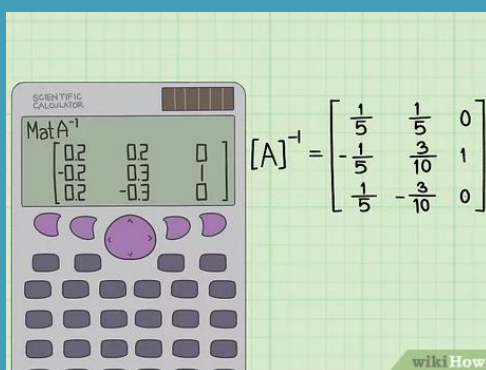 SCIENTIFIC
CALCULATOR
MatA⁻¹
[0.2 0.2 0
-0.2 0.3 1
0.2 -0.3 0]
[A]⁻¹ = [1/5 1/5 0
-1/5 3/10 1
1/5 -3/10 0]
wikiHow